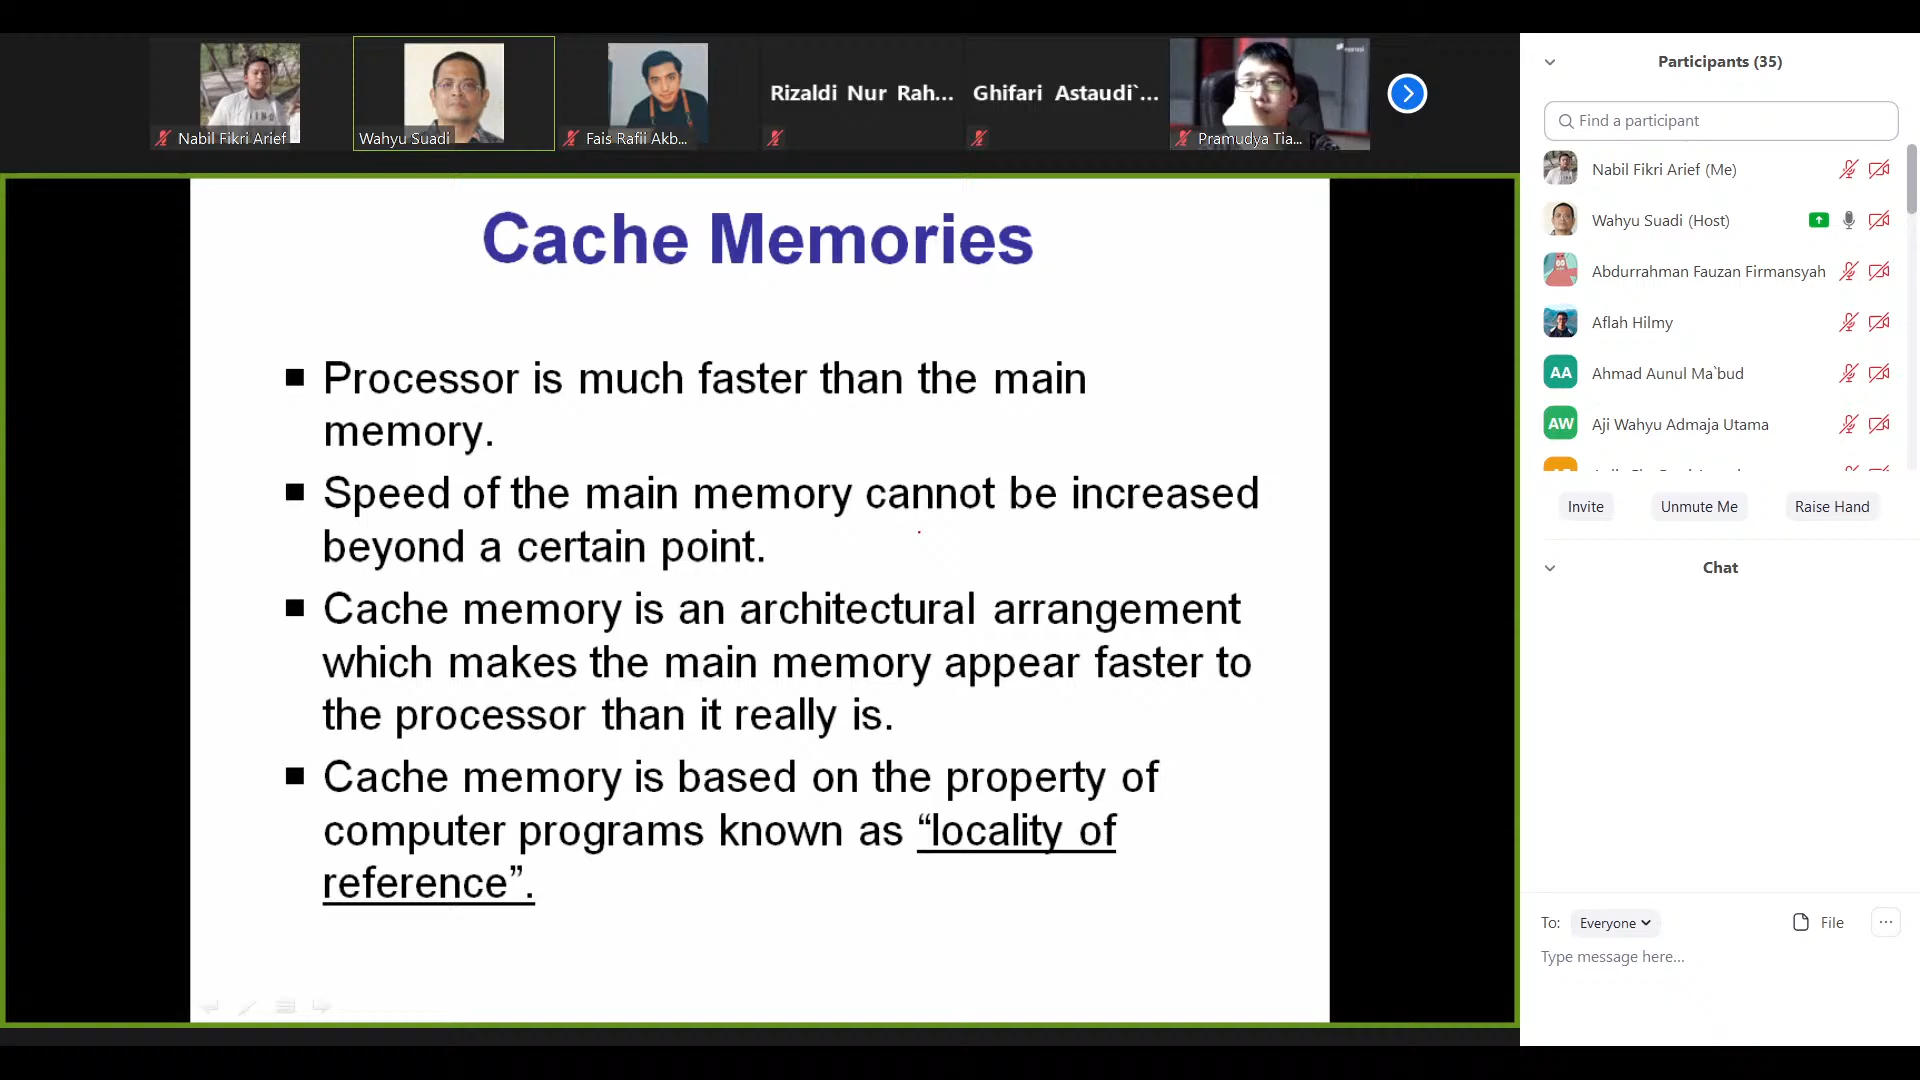 Nabil Fikri Arief
Wahyu Suadi
Fais Rafii Akb...
Rizaldi Nur Rah...
Ghifari Astaudi`...
Pramudya Tia...
Cache Memories
Processor is much faster than the main
memory.
Speed of the main memory cannot be increased
beyond a certain point.
Cache memory is an architectural arrangement
which makes the main memory appear faster to
the processor than it really is.
Cache memory is based on the property of
computer programs known as “locality of
reference”.
Participants (35)
Find a participant
Nabil Fikri Arief (Me)
Wahyu Suadi (Host)
Abdurrahman Fauzan Firmansyah
Aflah Hilmy
AA Ahmad Aunul Ma`bud
AW Aji Wahyu Admaja Utama
Invite Unmute Me Raise Hand
Chat
To: Everyone File
Type message here...